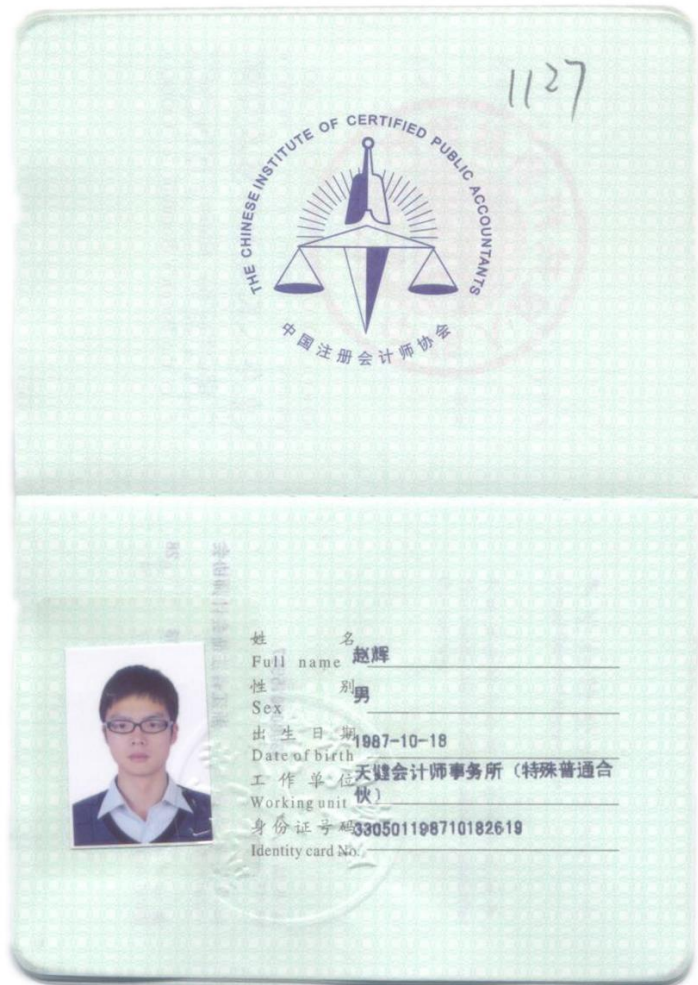 1127
THE CHINESE INSTITUTE OF CERTIFIED PUBLIC ACCOUNTANTS
中国注册会计师协会
姓 名 赵辉
Full name
性 别 男
Sex
出生日期 1987-10-18
Date of birth
工作单位 天健会计师事务所（特殊普通合
Working unit 伙）
身份证号码 330501198710182619
Identity card No.